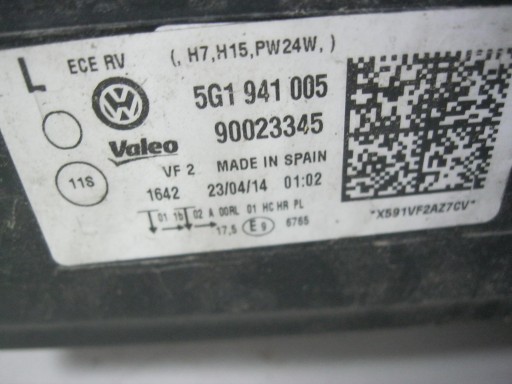 L ECE RV (, H7,H15,PW24W, )
5G1 941 005
Valeo 90023345
11S VF 2 MADE IN SPAIN
1642 23/04/14 01:02
01 1b 02 A 00RL 01 HC HR PL
17,5 E9 6765
"X591VF2AZ7CV"